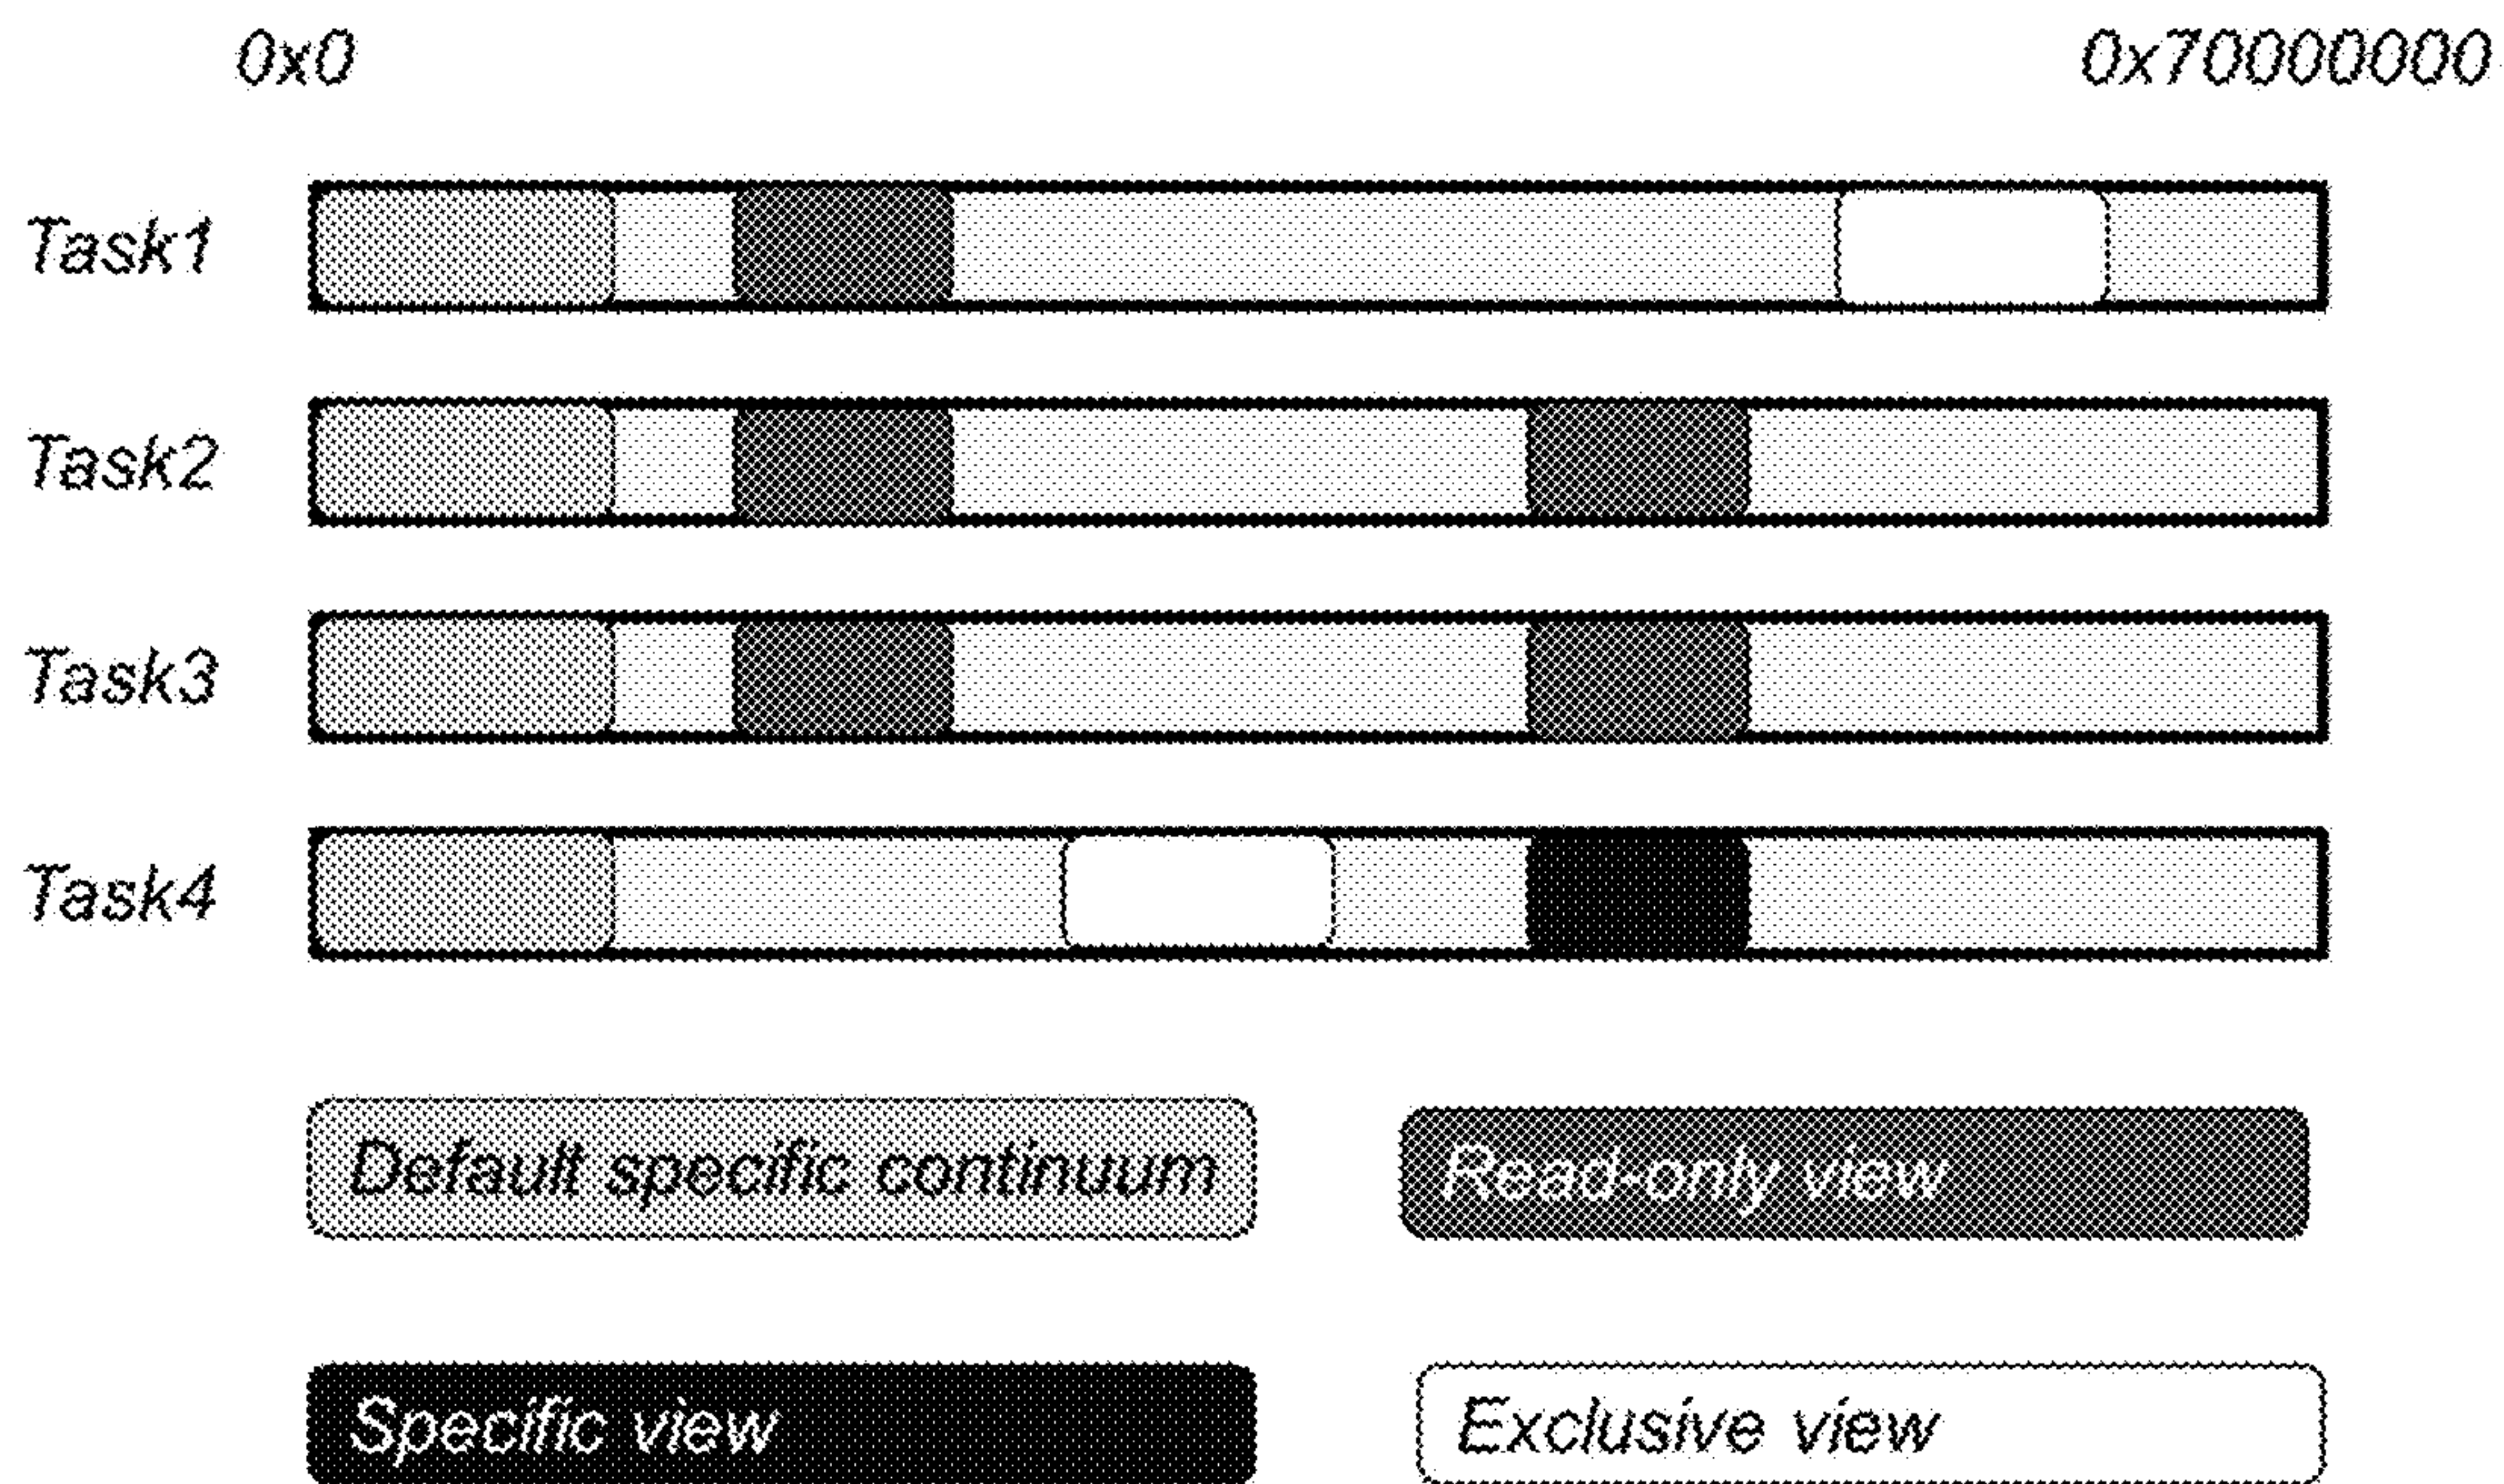 0x0 0x70000000
Task1
Task2
Task3
Task4
Default specific continuum
Read-only view
Specific view
Exclusive view